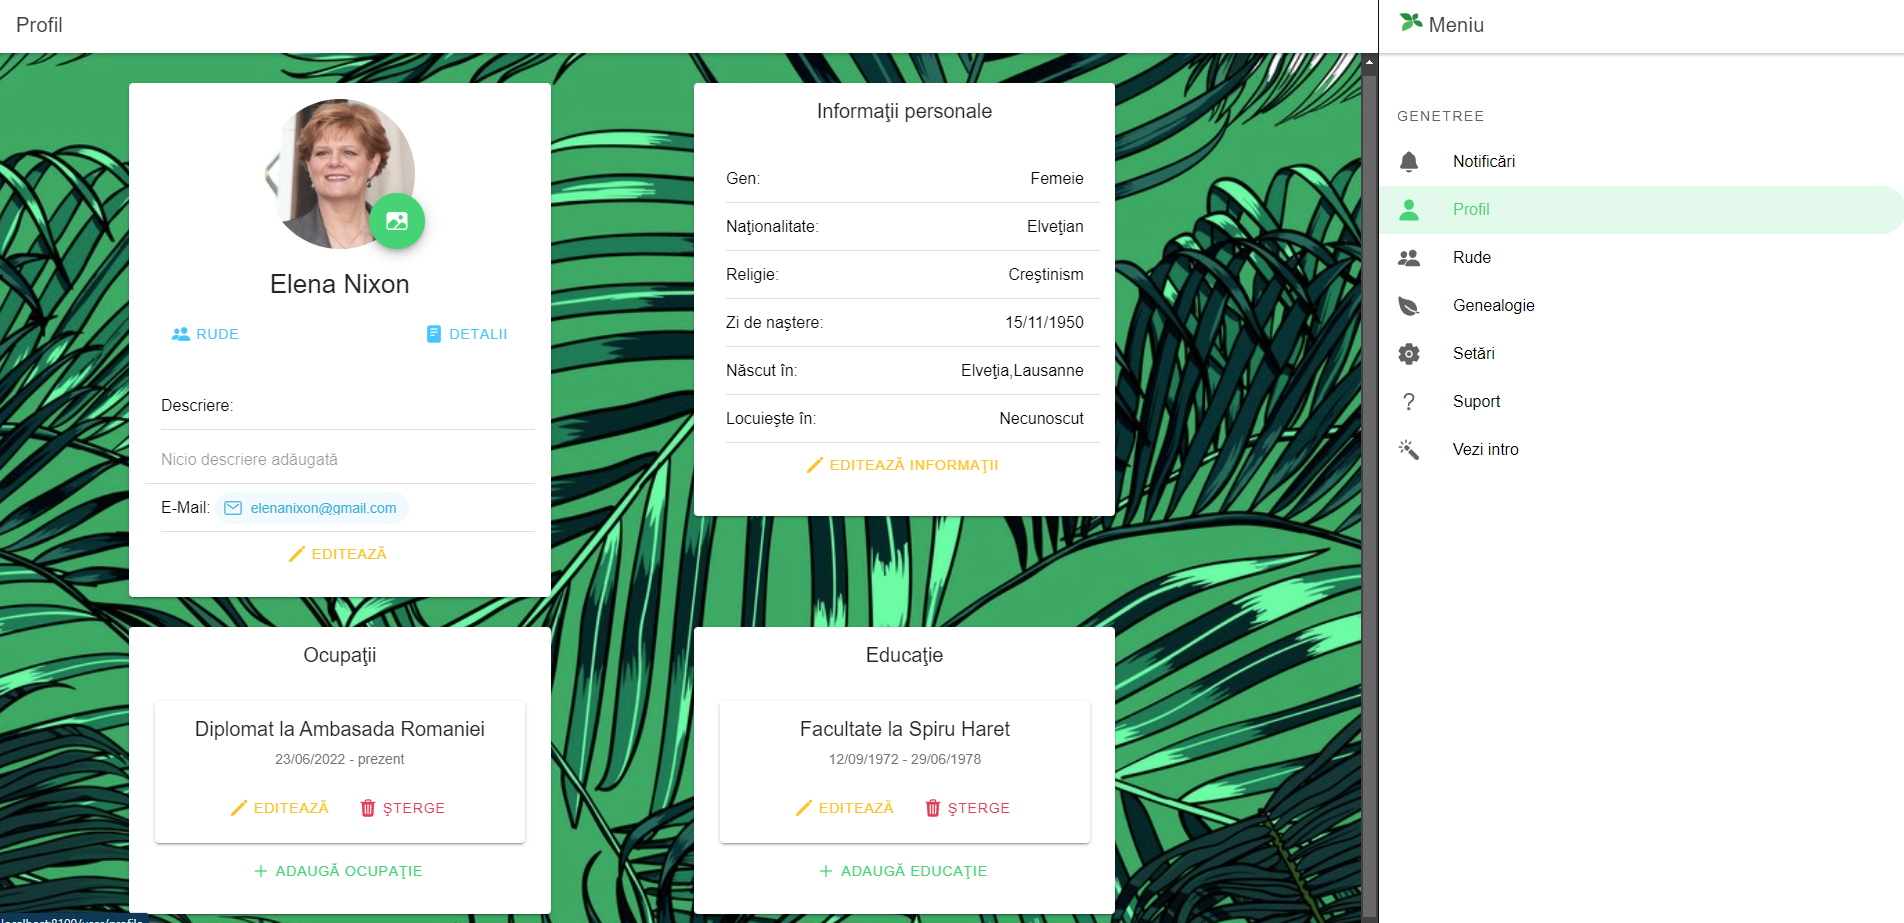 Profil
Elena Nixon
RUDE
DETALII
Descriere:
Nicio descriere adăugată
E-Mail: elenanixon@gmail.com
EDITEAZĂ
Informaţii personale
Gen: Femeie
Naţionalitate: Elveţian
Religie: Creştinism
Zi de naştere: 15/11/1950
Născut în: Elveţia,Lausanne
Locuieşte în: Necunoscut
EDITEAZĂ INFORMAŢII
Ocupaţii
Diplomat la Ambasada Romaniei
23/06/2022 - prezent
EDITEAZĂ ŞTERGE
ADAUGĂ OCUPAŢIE
Educaţie
Facultate la Spiru Haret
12/09/1972 - 29/06/1978
EDITEAZĂ ŞTERGE
ADAUGĂ EDUCAŢIE
Meniu
GENETREE
Notificări
Profil
Rude
Genealogie
Setări
Suport
Vezi intro